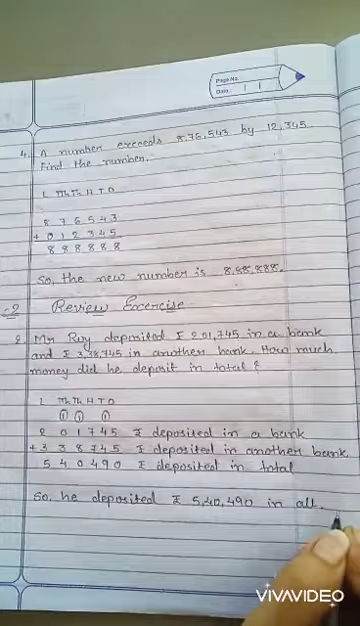 Page No.
Date
4. A number exceeds 8,76,543 by 12,345.
Find the number.
L TTh Th H T O
8 7 6 5 4 3
+ 0 1 2 3 4 5
8 8 8 8 8 8
So, the new number is 8,88,888.
-2 Review Exercise
2. Mr Roy deposited ₹ 2,01,745 in a bank
and ₹ 3,38,745 in another bank. How much
money did he deposit in total?
L TTh Th H T O
① ① ①
2 0 1 7 4 5 ₹ deposited in a bank
+ 3 3 8 7 4 5 ₹ deposited in another bank
5 4 0 4 9 0 ₹ deposited in total
So, he deposited ₹ 5,40,490 in all.
VIVAVIDEO